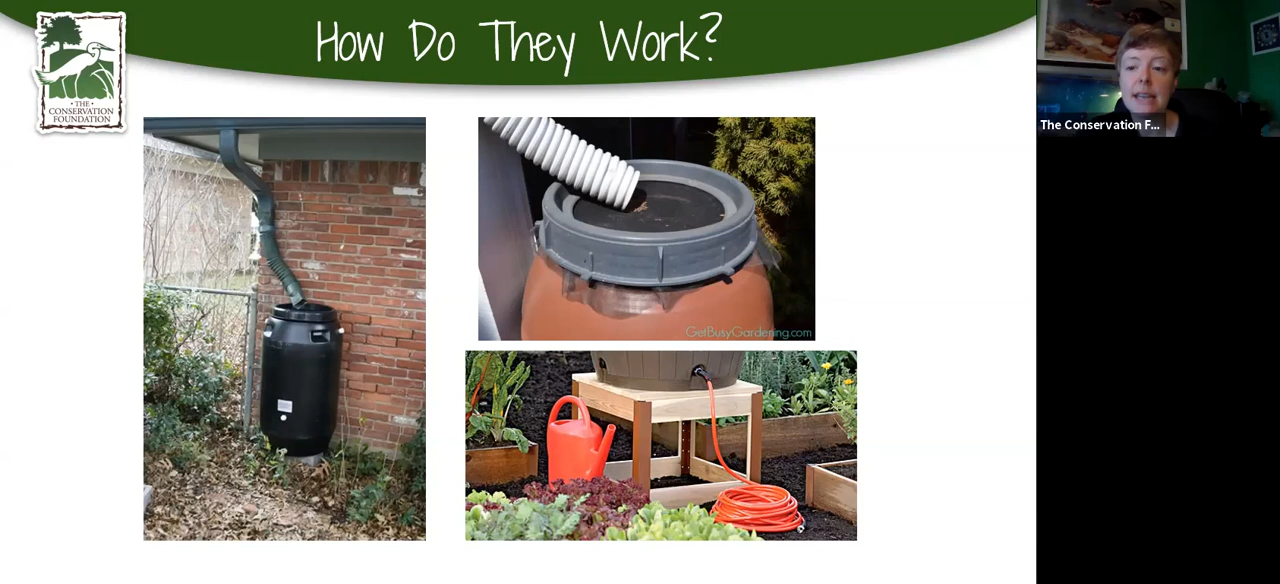 How Do They Work?
• THE •
CONSERVATION
FOUNDATION
GetBusyGardening.com
The Conservation F...